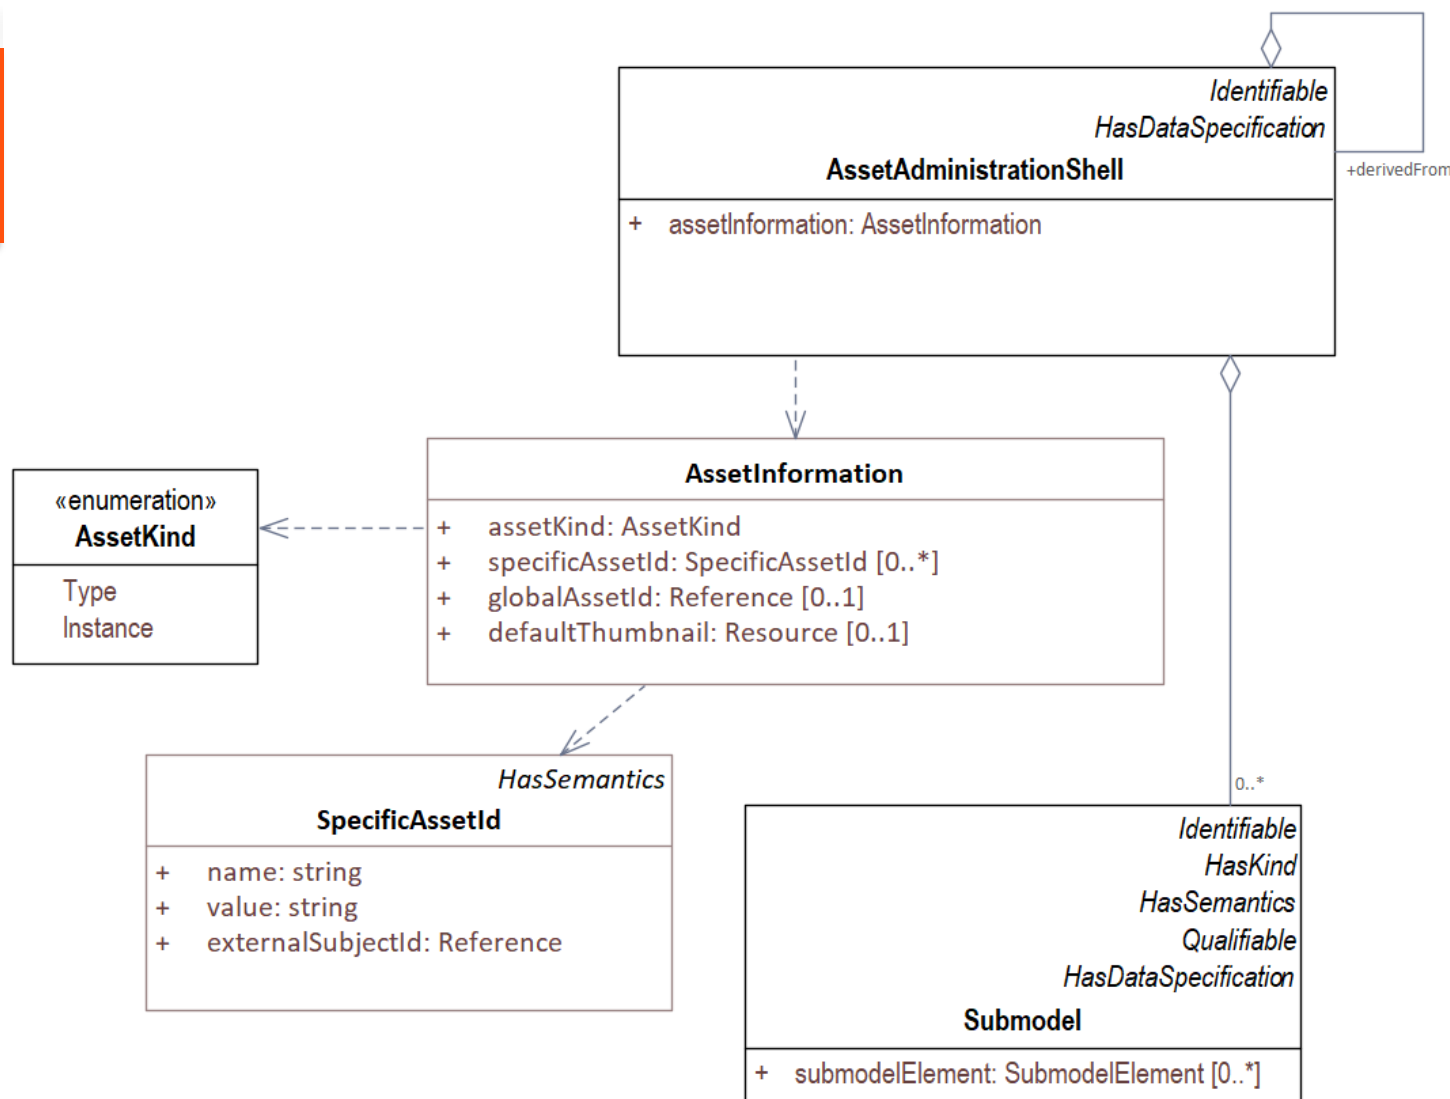 Identifiable
HasDataSpecification
AssetAdministrationShell
+derivedFrom
+ assetInformation: AssetInformation
AssetInformation
+ assetKind: AssetKind
+ specificAssetId: SpecificAssetId [0..*]
+ globalAssetId: Reference [0..1]
+ defaultThumbnail: Resource [0..1]
«enumeration»
AssetKind
Type
Instance
HasSemantics
SpecificAssetId
+ name: string
+ value: string
+ externalSubjectId: Reference
0..*
Identifiable
HasKind
HasSemantics
Qualifiable
HasDataSpecification
Submodel
+ submodelElement: SubmodelElement [0..*]